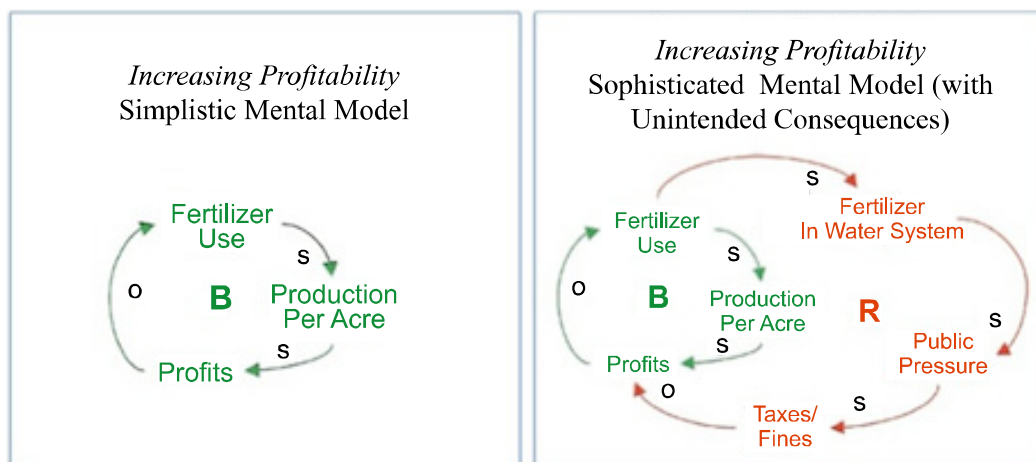 Increasing Profitability
Simplistic Mental Model
Fertilizer
Use
s
o
B
Production
Per Acre
s
Profits
Increasing Profitability
Sophisticated Mental Model (with
Unintended Consequences)
s
Fertilizer
In Water System
Fertilizer
Use
s
o
B
Production
Per Acre
R
s
s
Public
Pressure
Profits
o
s
Taxes/
Fines